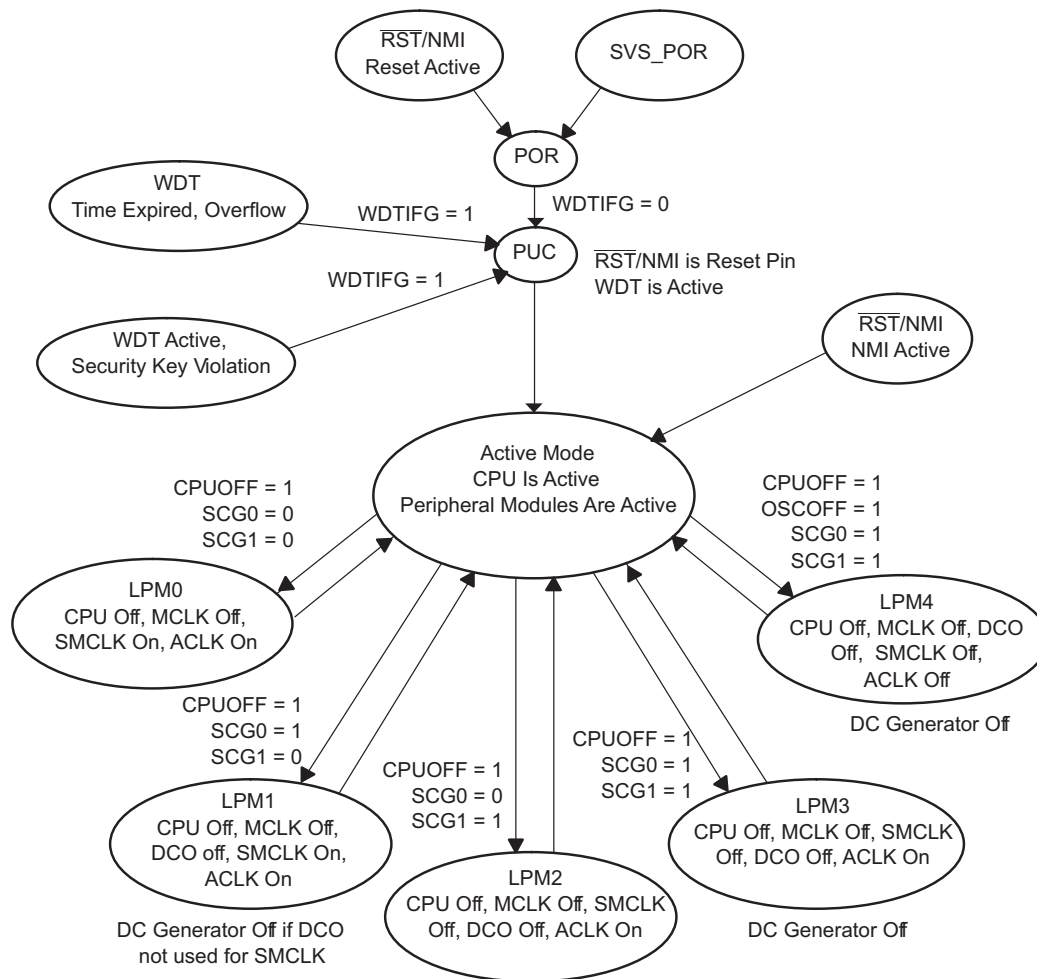 RST/NMI
Reset Active
SVS_POR
POR
WDT
Time Expired, Overflow
WDTIFG = 1
WDTIFG = 0
PUC
RST/NMI is Reset Pin
WDT is Active
WDTIFG = 1
WDT Active,
Security Key Violation
RST/NMI
NMI Active
Active Mode
CPU Is Active
Peripheral Modules Are Active
CPUOFF = 1
SCG0 = 0
SCG1 = 0
CPUOFF = 1
OSCOFF = 1
SCG0 = 1
SCG1 = 1
LPM0
CPU Off, MCLK Off,
SMCLK On, ACLK On
LPM4
CPU Off, MCLK Off, DCO
Off, SMCLK Off,
ACLK Off
DC Generator Off
CPUOFF = 1
SCG0 = 1
SCG1 = 0
CPUOFF = 1
SCG0 = 0
SCG1 = 1
CPUOFF = 1
SCG0 = 1
SCG1 = 1
LPM1
CPU Off, MCLK Off,
DCO off, SMCLK On,
ACLK On
DC Generator Off if DCO
not used for SMCLK
LPM2
CPU Off, MCLK Off, SMCLK
Off, DCO Off, ACLK On
LPM3
CPU Off, MCLK Off, SMCLK
Off, DCO Off, ACLK On
DC Generator Off